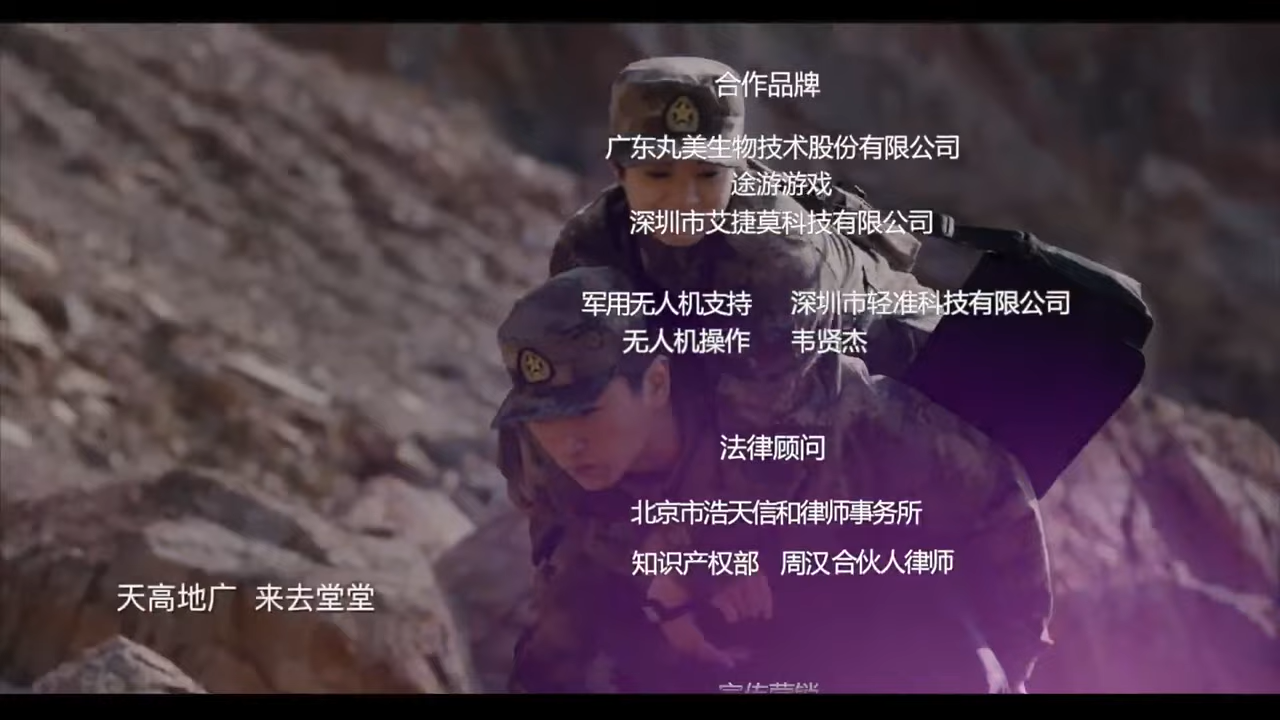 合作品牌
广东丸美生物技术股份有限公司
途游游戏
深圳市艾捷莫科技有限公司
军用无人机支持 深圳市轻准科技有限公司
无人机操作 韦贤杰
法律顾问
北京市浩天信和律师事务所
知识产权部 周汉合伙人律师
天高地广 来去堂堂